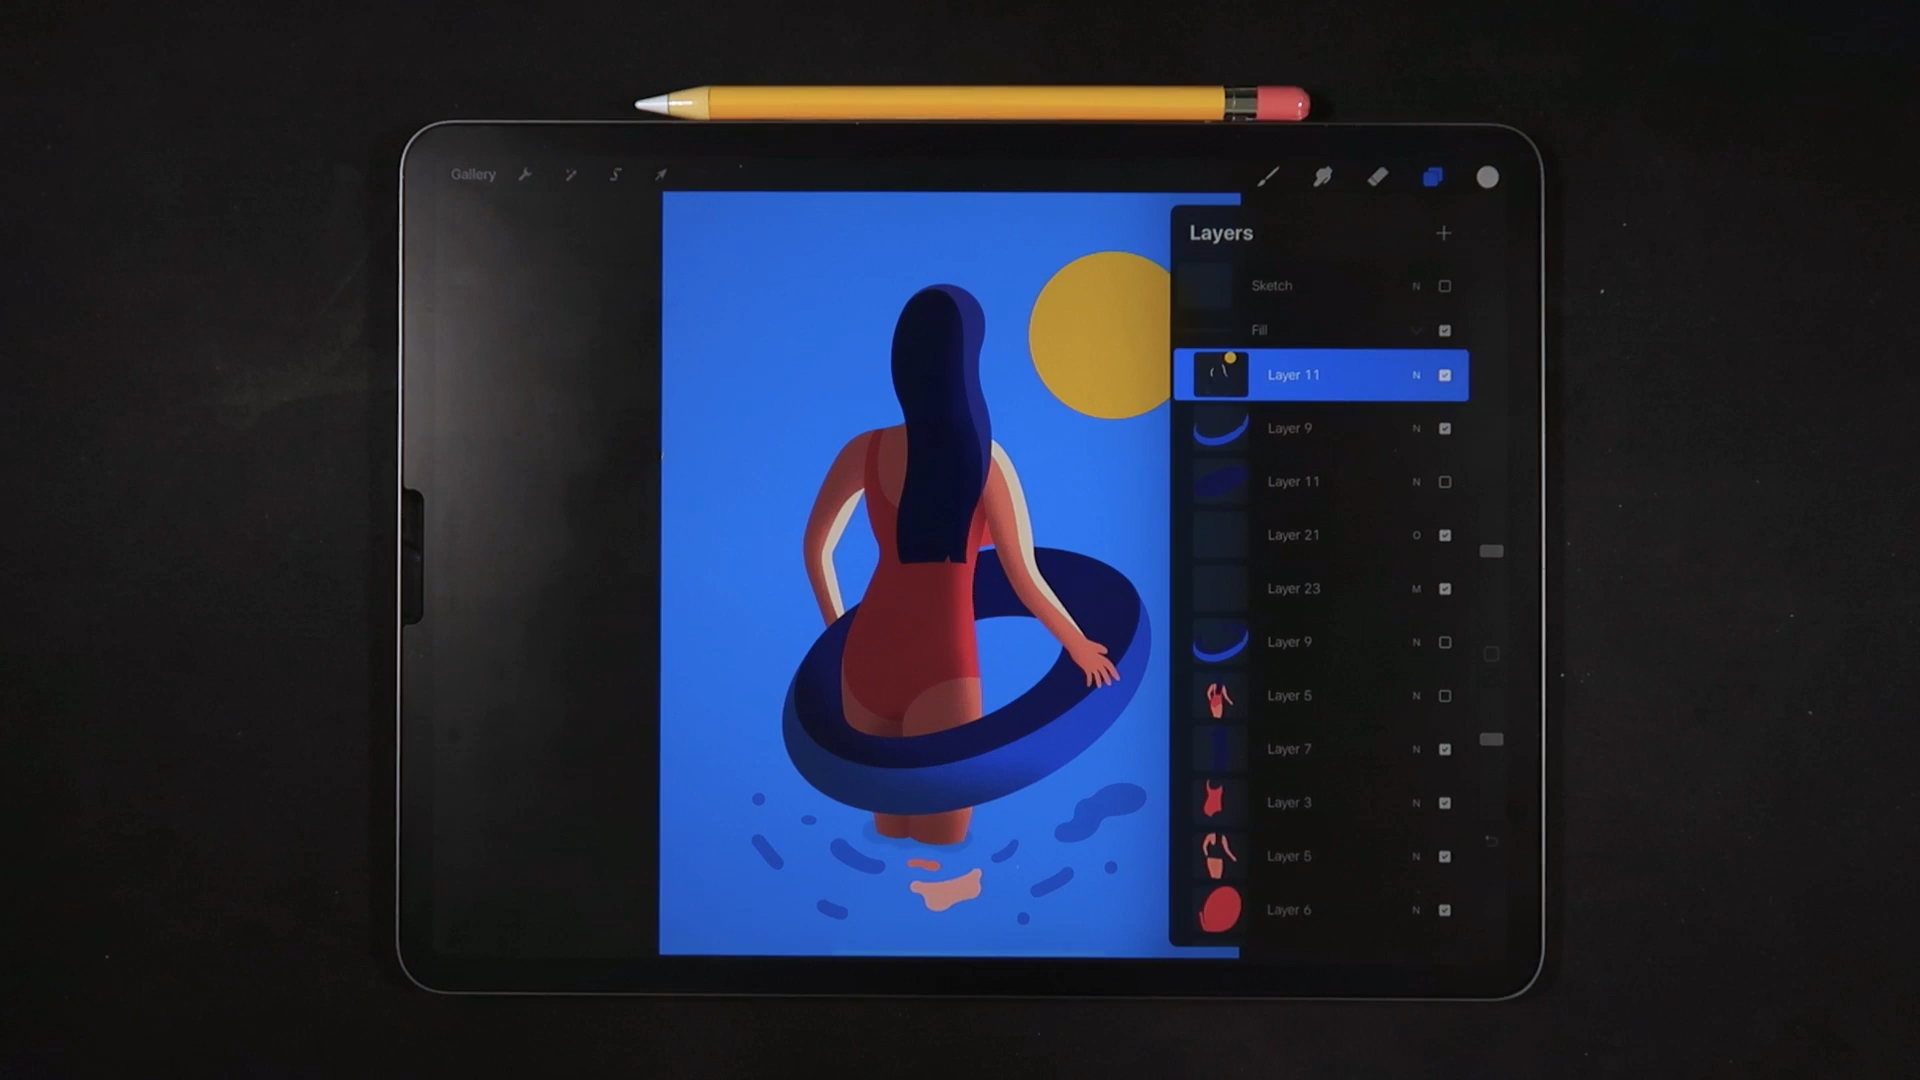 Gallery
Layers
Sketch N
Fill
Layer 11 N
Layer 9 N
Layer 11 N
Layer 21 O
Layer 23 M
Layer 9 N
Layer 5 N
Layer 7 N
Layer 3 N
Layer 5 N
Layer 6 N